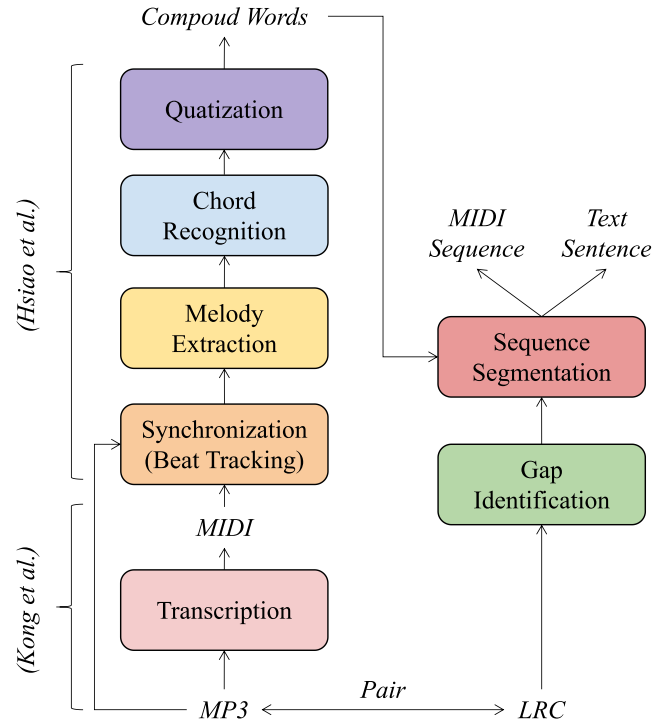 Compoud Words
Quatization
Chord
Recognition
Melody
Extraction
Synchronization
(Beat Tracking)
MIDI
Transcription
MP3
(Hsiao et al.)
(Kong et al.)
Pair
LRC
Gap
Identification
Sequence
Segmentation
MIDI
Sequence
Text
Sentence